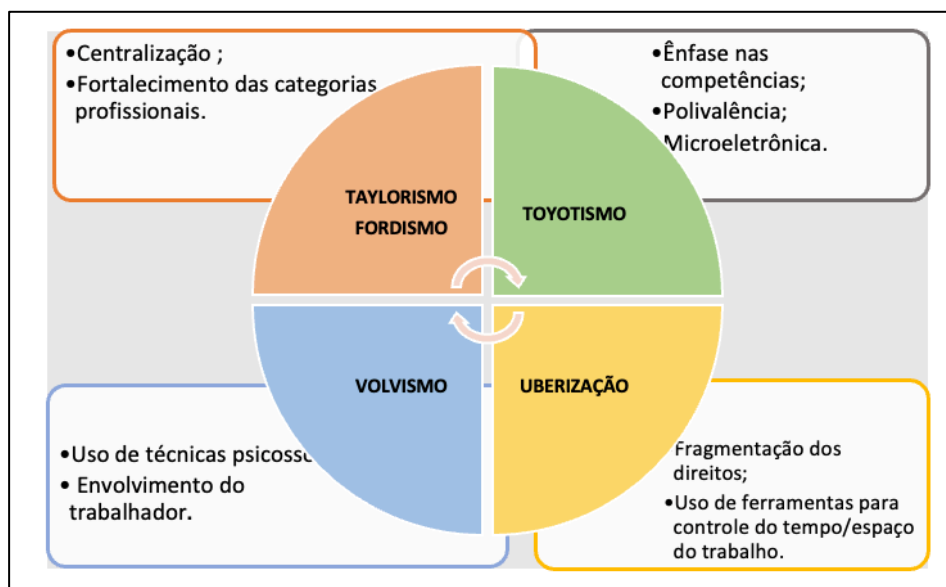 •Centralização ;
•Fortalecimento das categorias
profissionais.
•Ênfase nas
competências;
•Polivalência;
Microeletrônica.
TAYLORISMO
FORDISMO
TOYOTISMO
VOLVISMO
UBERIZAÇÃO
•Uso de técnicas
• Envolvimento do
trabalhador.
Fragmentação dos
direitos;
•Uso de ferramentas para
controle do tempo/espaço
do trabalho.